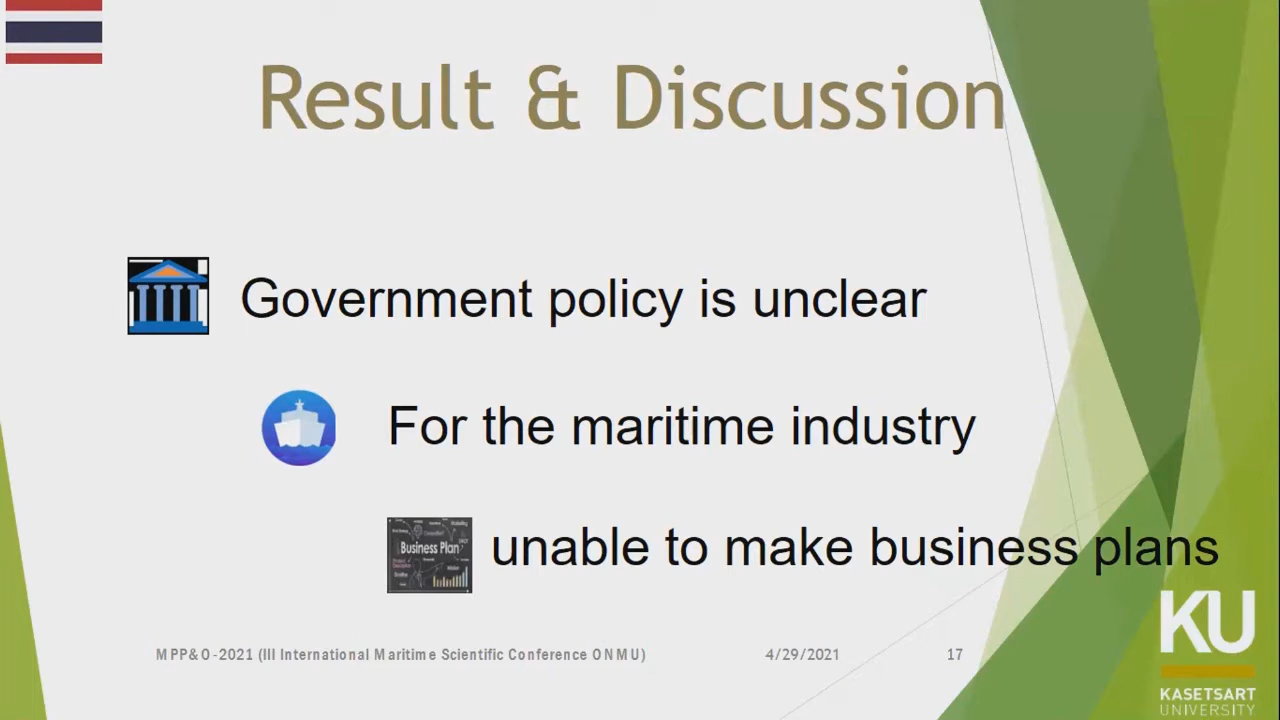 Result & Discussion
Government policy is unclear
For the maritime industry
Business Plan
unable to make business plans
MPP&O-2021 (III International Maritime Scientific Conference ONMU)
4/29/2021
17
KU
KASETSART
UNIVERSITY